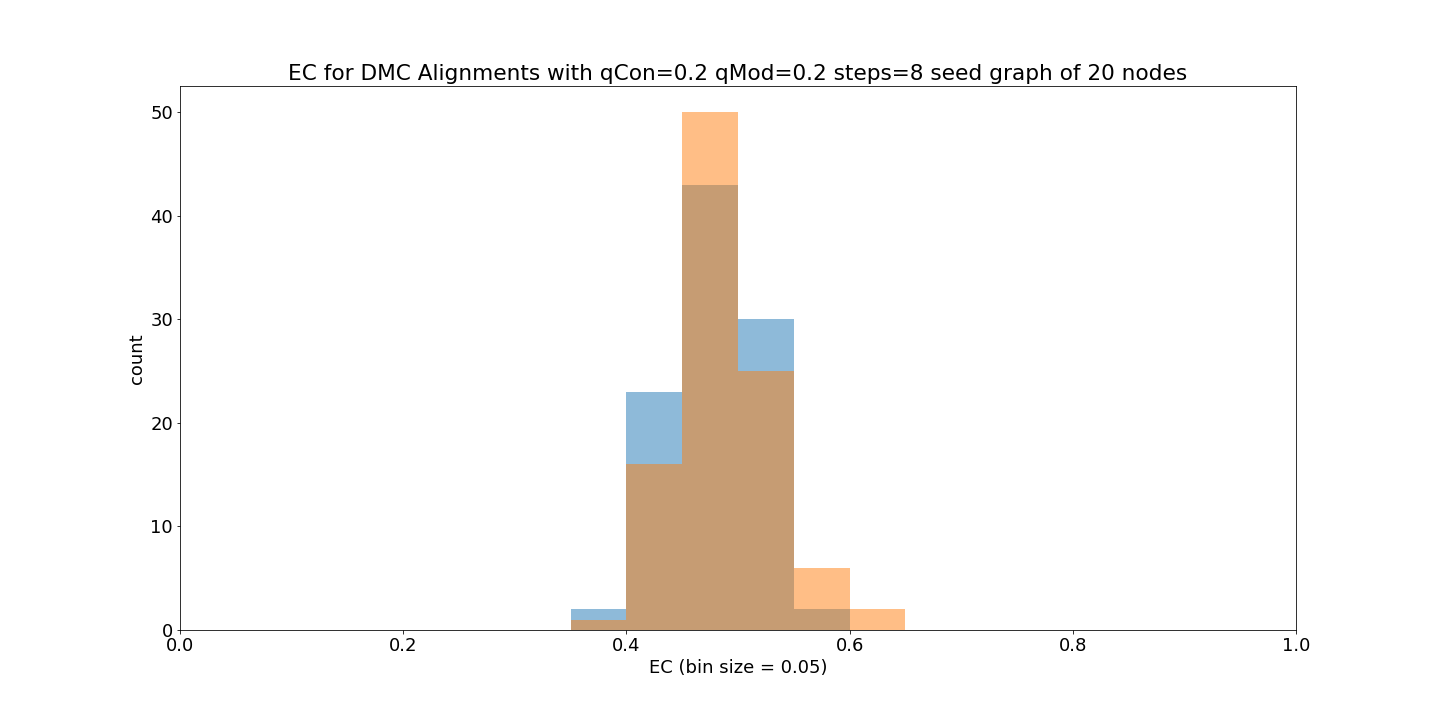 EC for DMC Alignments with qCon=0.2 qMod=0.2 steps=8 seed graph of 20 nodes
50
40
30
20
10
0
count
0.0 0.2 0.4 0.6 0.8 1.0
EC (bin size = 0.05)